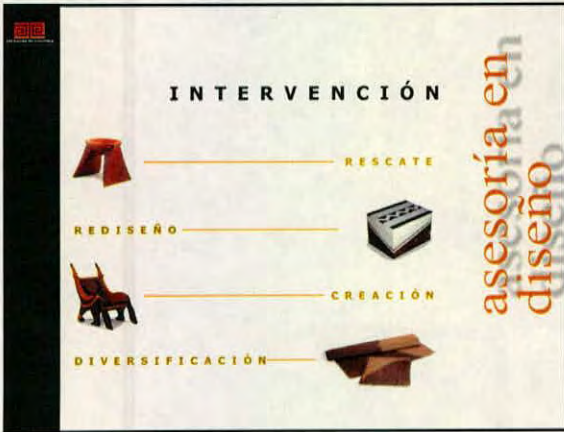 INTERVENCIÓN
RESCATE
REDISEÑO
CREACIÓN
DIVERSIFICACIÓN
asesoría en
diseño